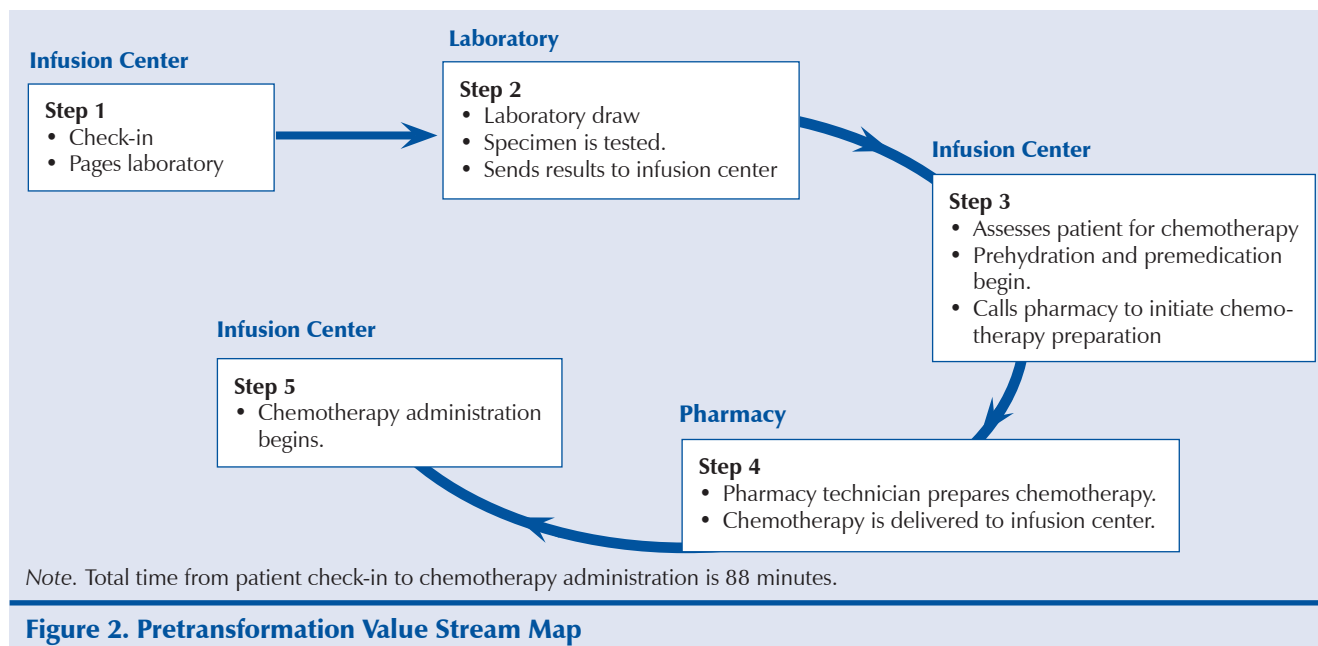 Infusion Center
Step 1
• Check-in
• Pages laboratory
Laboratory
Step 2
• Laboratory draw
• Specimen is tested.
• Sends results to infusion center
Infusion Center
Step 3
• Assesses patient for chemotherapy
• Prehydration and premedication
begin.
• Calls pharmacy to initiate chemo-
therapy preparation
Pharmacy
Step 4
• Pharmacy technician prepares chemotherapy.
• Chemotherapy is delivered to infusion center.
Infusion Center
Step 5
• Chemotherapy administration
begins.
Note. Total time from patient check-in to chemotherapy administration is 88 minutes.
Figure 2. Pretransformation Value Stream Map